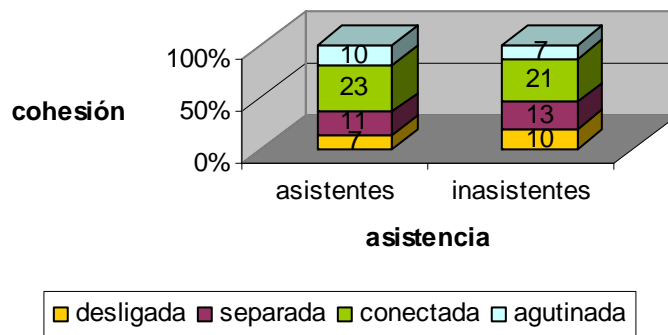 100%
50%
0%
cohesión
10
23
11
7
7
21
13
10
asistentes
inasistentes
asistencia
desligada separada conectada agutinada